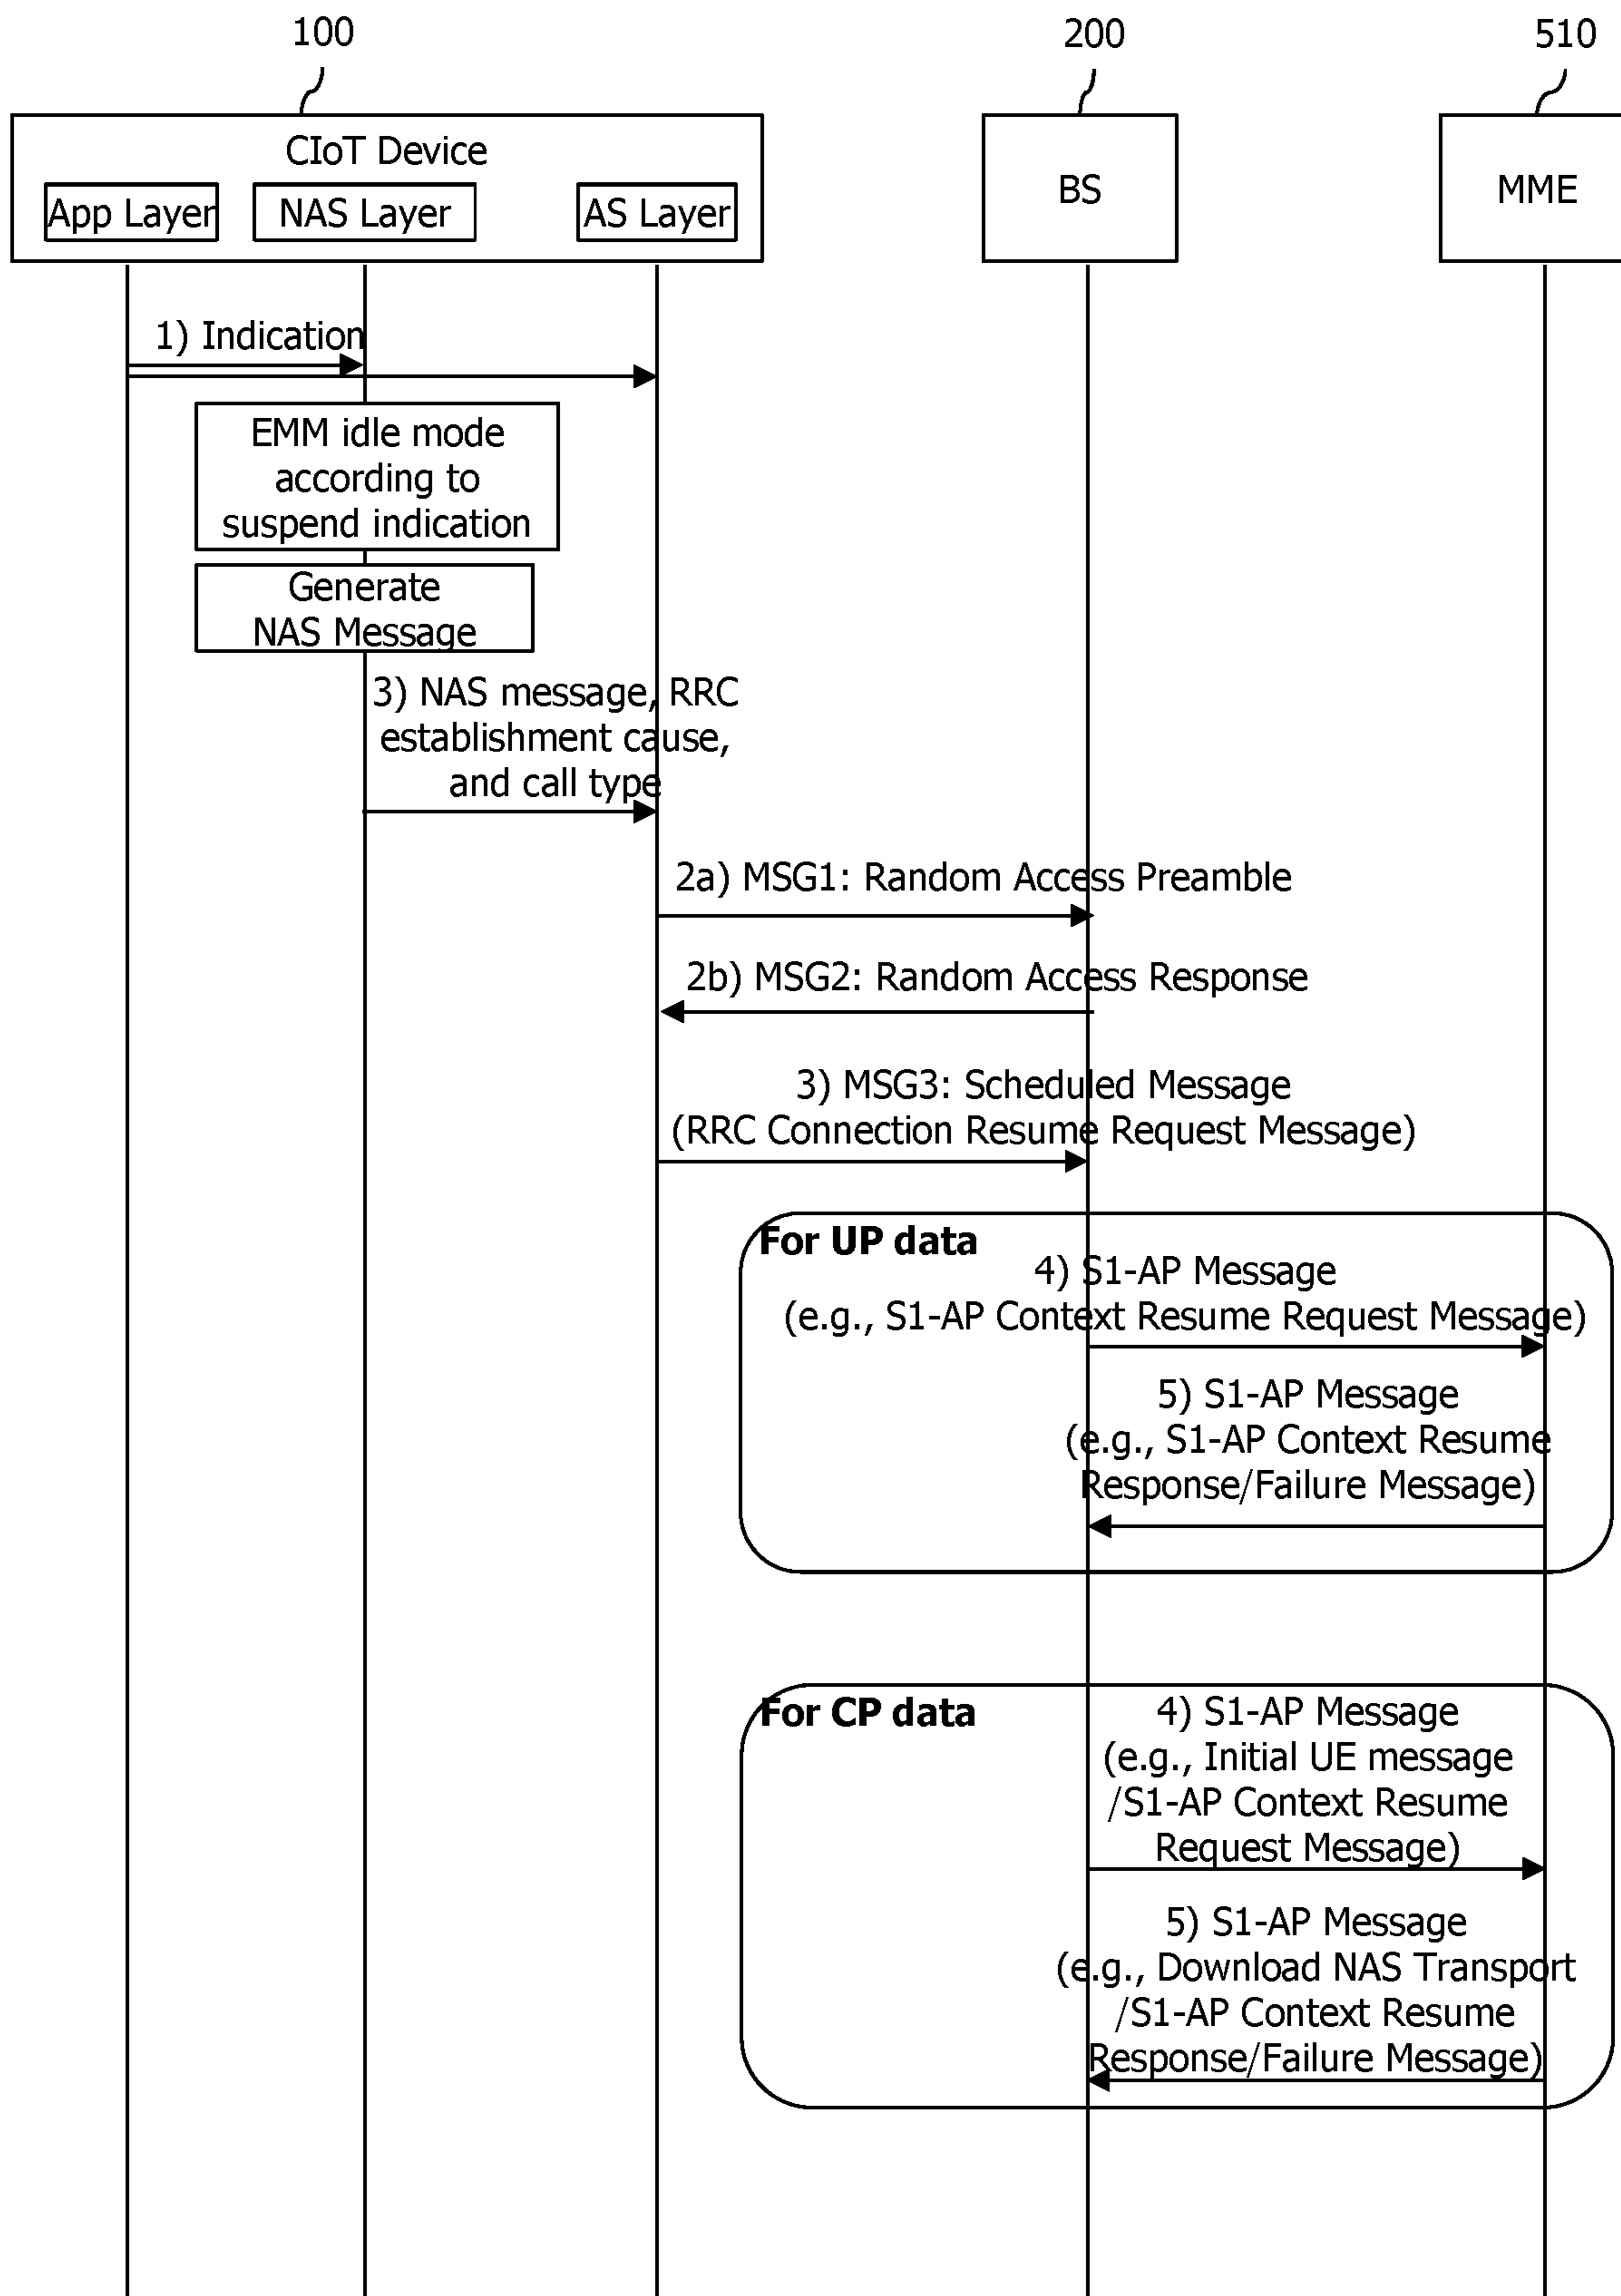 100
200
510
CIoT Device
App Layer
NAS Layer
AS Layer
BS
MME
1) Indication
EMM idle mode
according to
suspend indication
Generate
NAS Message
3) NAS message, RRC
establishment cause,
and call type
2a) MSG1: Random Access Preamble
2b) MSG2: Random Access Response
3) MSG3: Scheduled Message
(RRC Connection Resume Request Message)
For UP data
4) S1-AP Message
(e.g., S1-AP Context Resume Request Message)
5) S1-AP Message
(e.g., S1-AP Context Resume
Response/Failure Message)
For CP data
4) S1-AP Message
(e.g., Initial UE message
/S1-AP Context Resume
Request Message)
5) S1-AP Message
(e.g., Download NAS Transport
/S1-AP Context Resume
Response/Failure Message)